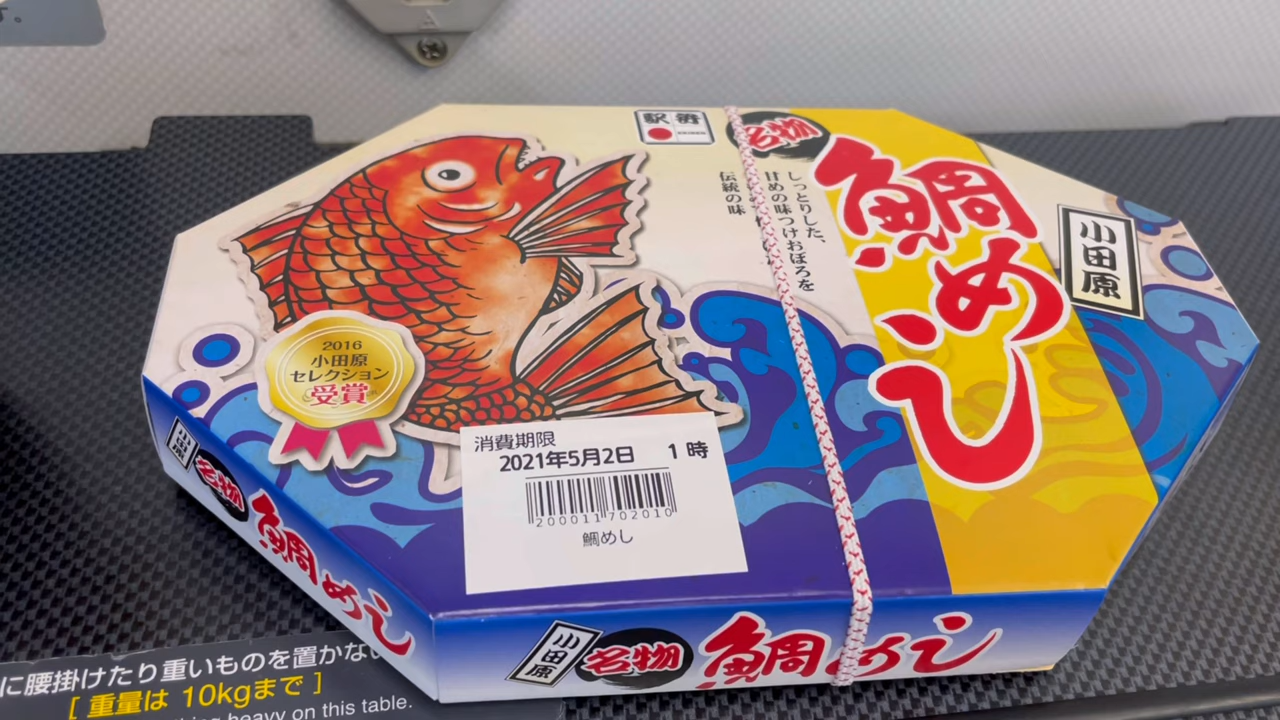 す。
駅毎
名物
鯛めし
小田原
しっとりした、
甘めの味つけおぼろを
伝統の味
2016
小田原
セレクション
受賞
消費期限
2021年5月2日 1時
200011702010
鯛めし
小田原
名物
鯛めし
小田原
名物
鯛めし
に腰掛けたり重いものを置かな
[ 重量は 10kgまで ]
heavy on this table.